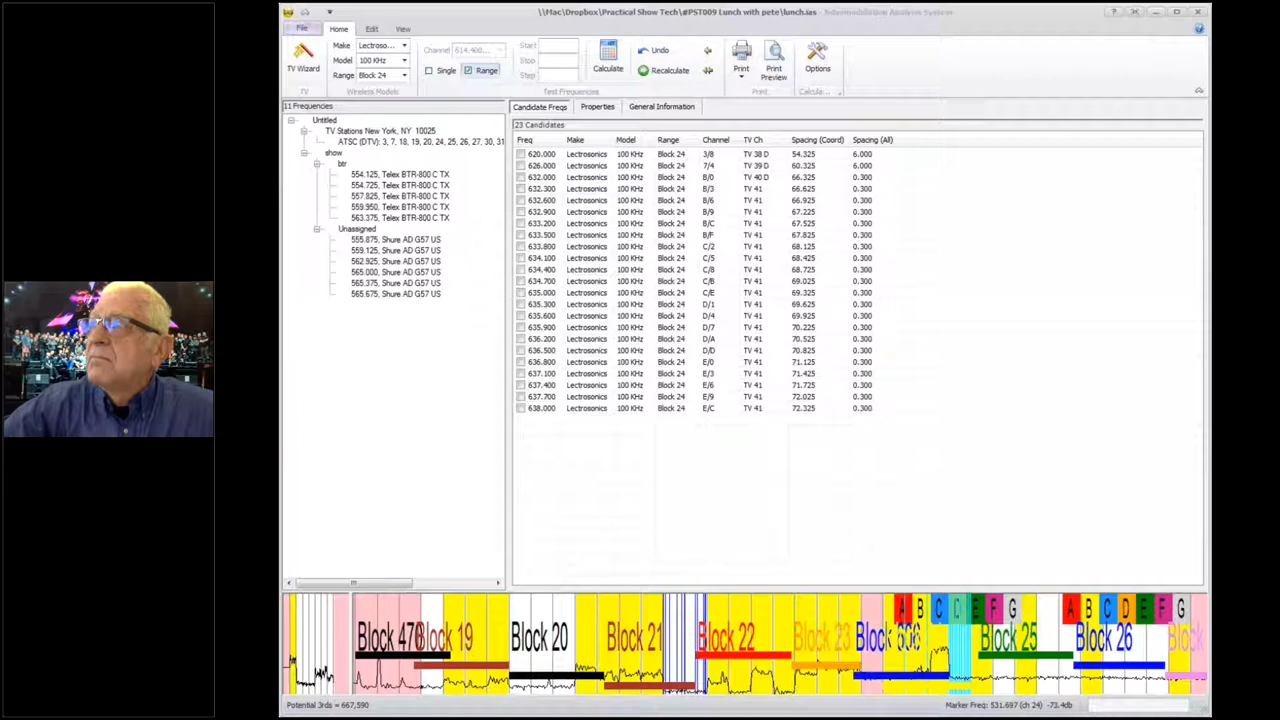 \\Mac\Dropbox\Practical Show Tech\#PST009 Lunch with pete\lunch.ias - Intermodulation Analysis System
File Home Edit View
TV Wizard
TV
Make Lectroso...
Model 100 KHz
Range Block 24
Wireless Models
Channel 614.400...
Single Range
Start
Stop
Step
Calculate
Undo
Recalculate
Test Frequencies
Print
Print Preview
Print
Options
Calcula...
11 Frequencies
Untitled
TV Stations New York, NY 10025
ATSC (DTV): 3, 7, 18, 19, 20, 24, 25, 26, 27, 30, 31
show
btr
554.125, Telex BTR-800 C TX
554.725, Telex BTR-800 C TX
557.825, Telex BTR-800 C TX
559.950, Telex BTR-800 C TX
563.375, Telex BTR-800 C TX
Unassigned
555.875, Shure AD G57 US
559.125, Shure AD G57 US
562.925, Shure AD G57 US
565.000, Shure AD G57 US
565.375, Shure AD G57 US
565.675, Shure AD G57 US
Candidate Freqs Properties General Information
23 Candidates
Freq Make Model Range Channel TV Ch Spacing (Coord) Spacing (All)
620.000 Lectrosonics 100 KHz Block 24 3/8 TV 38 D 54.325 6.000
626.000 Lectrosonics 100 KHz Block 24 7/4 TV 39 D 60.325 6.000
632.000 Lectrosonics 100 KHz Block 24 B/0 TV 40 D 66.325 6.000
632.300 Lectrosonics 100 KHz Block 24 B/3 TV 41 66.625 0.300
632.600 Lectrosonics 100 KHz Block 24 B/6 TV 41 66.925 0.300
632.900 Lectrosonics 100 KHz Block 24 B/9 TV 41 67.225 0.300
633.200 Lectrosonics 100 KHz Block 24 B/C TV 41 67.525 0.300
633.500 Lectrosonics 100 KHz Block 24 B/F TV 41 67.825 0.300
633.800 Lectrosonics 100 KHz Block 24 C/2 TV 41 68.125 0.300
634.100 Lectrosonics 100 KHz Block 24 C/5 TV 41 68.425 0.300
634.400 Lectrosonics 100 KHz Block 24 C/8 TV 41 68.725 0.300
634.700 Lectrosonics 100 KHz Block 24 C/B TV 41 69.025 0.300
635.000 Lectrosonics 100 KHz Block 24 C/E TV 41 69.325 0.300
635.300 Lectrosonics 100 KHz Block 24 D/1 TV 41 69.625 0.300
635.600 Lectrosonics 100 KHz Block 24 D/4 TV 41 69.925 0.300
635.900 Lectrosonics 100 KHz Block 24 D/7 TV 41 70.225 0.300
636.200 Lectrosonics 100 KHz Block 24 D/A TV 41 70.525 0.300
636.500 Lectrosonics 100 KHz Block 24 D/D TV 41 70.825 0.300
636.800 Lectrosonics 100 KHz Block 24 E/0 TV 41 71.125 0.300
637.100 Lectrosonics 100 KHz Block 24 E/3 TV 41 71.425 0.300
637.400 Lectrosonics 100 KHz Block 24 E/6 TV 41 71.725 0.300
637.700 Lectrosonics 100 KHz Block 24 E/9 TV 41 72.025 0.300
638.000 Lectrosonics 100 KHz Block 24 E/C TV 41 72.325 0.300
A B C D E F G A B C D E F G
Block 470 Block 19 Block 20 Block 21 Block 22 Block 23 Block 606 Block 25 Block 26 Block
Potential 3rds = 667,590
Marker Freq: 531.697 (ch 24) -73.4db